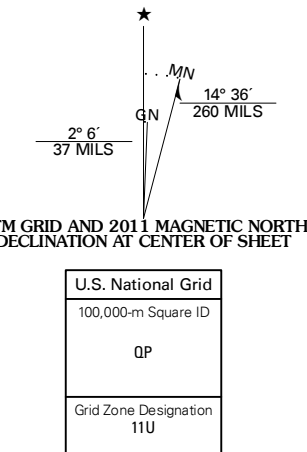 MN
14° 36´
260 MILS
GN
2° 6´
37 MILS
TM GRID AND 2011 MAGNETIC NORTH
DECLINATION AT CENTER OF SHEET
U.S. National Grid
100,000-m Square ID
QP
Grid Zone Designation
11U